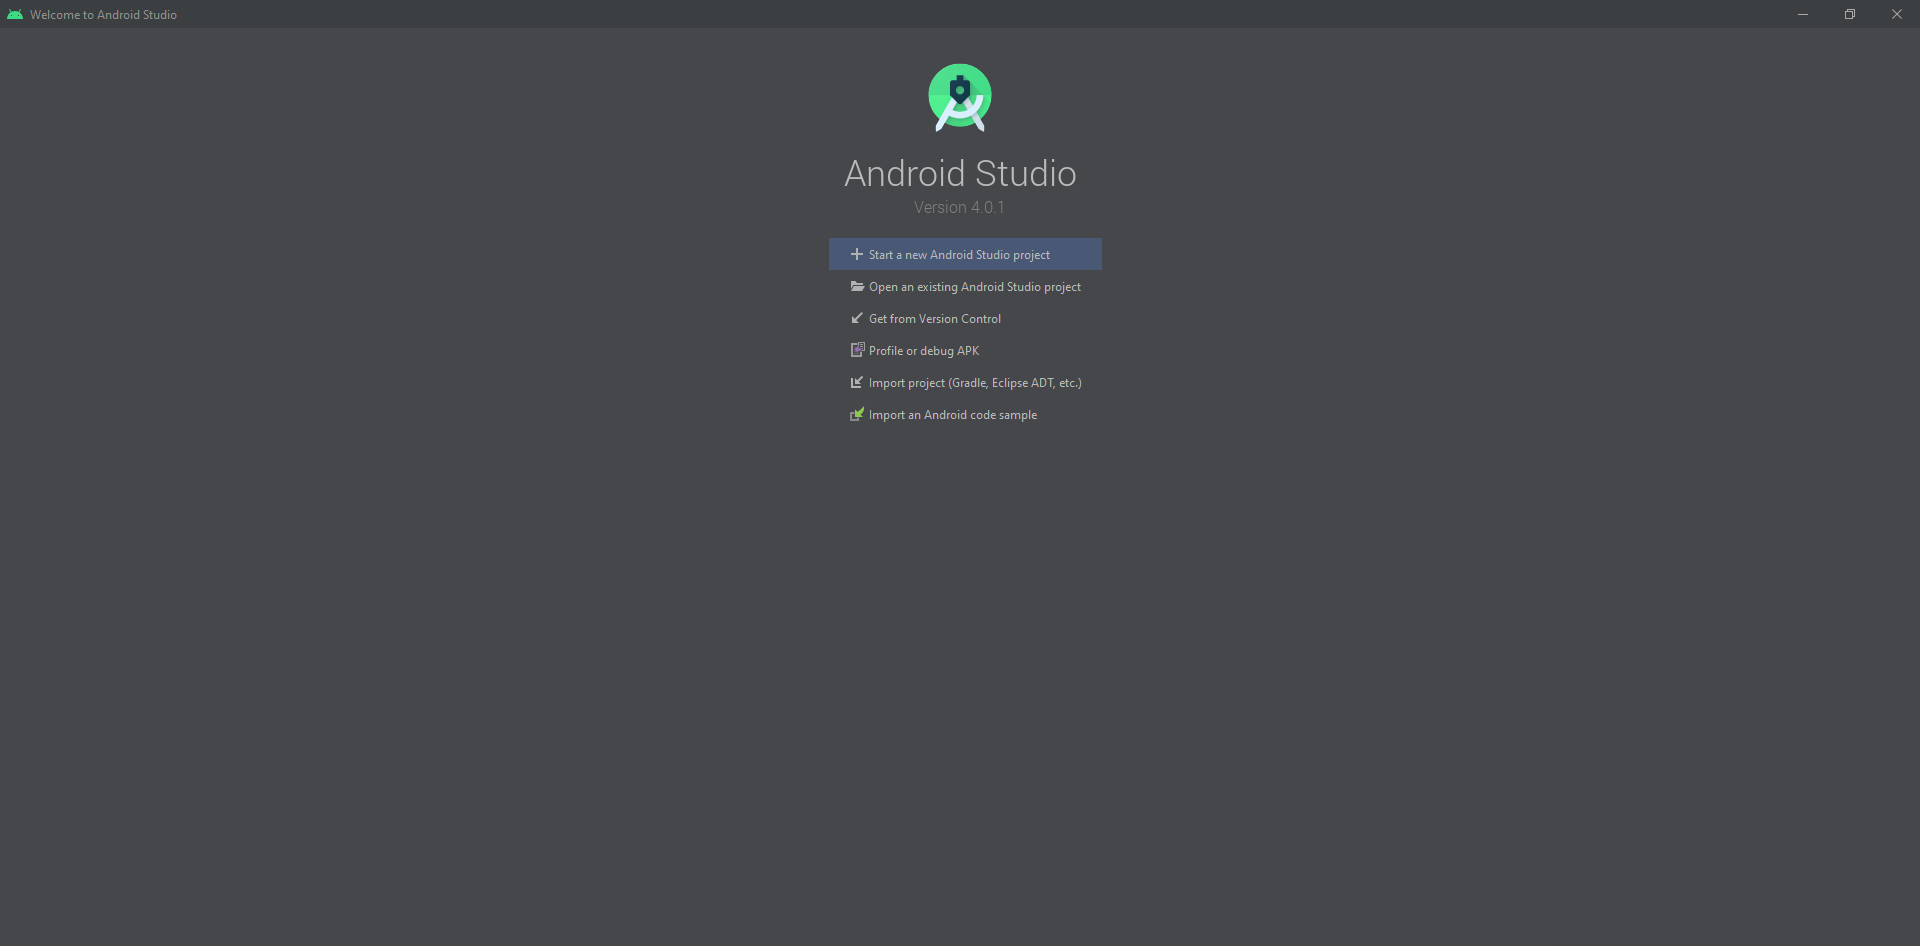 Welcome to Android Studio
Android Studio
Version 4.0.1
Start a new Android Studio project
Open an existing Android Studio project
Get from Version Control
Profile or debug APK
Import project (Gradle, Eclipse ADT, etc.)
Import an Android code sample